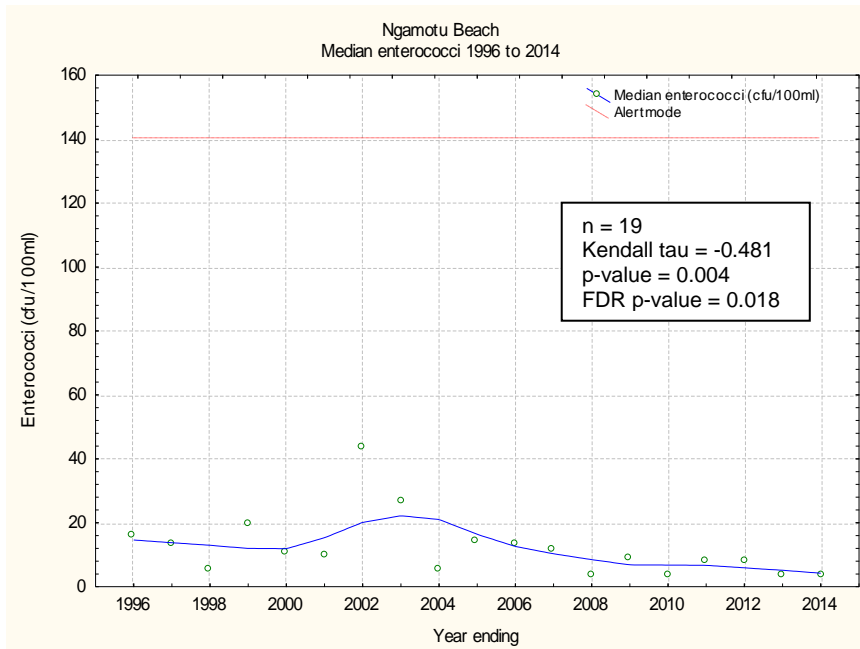 Ngamotu Beach
Median enterococci 1996 to 2014
160
140
120
100
80
60
40
20
0
Enterococci (cfu/100ml)
Median enterococci (cfu/100ml)
Alertmode
n = 19
Kendall tau = -0.481
p-value = 0.004
FDR p-value = 0.018
1996 1998 2000 2002 2004 2006 2008 2010 2012 2014
Year ending